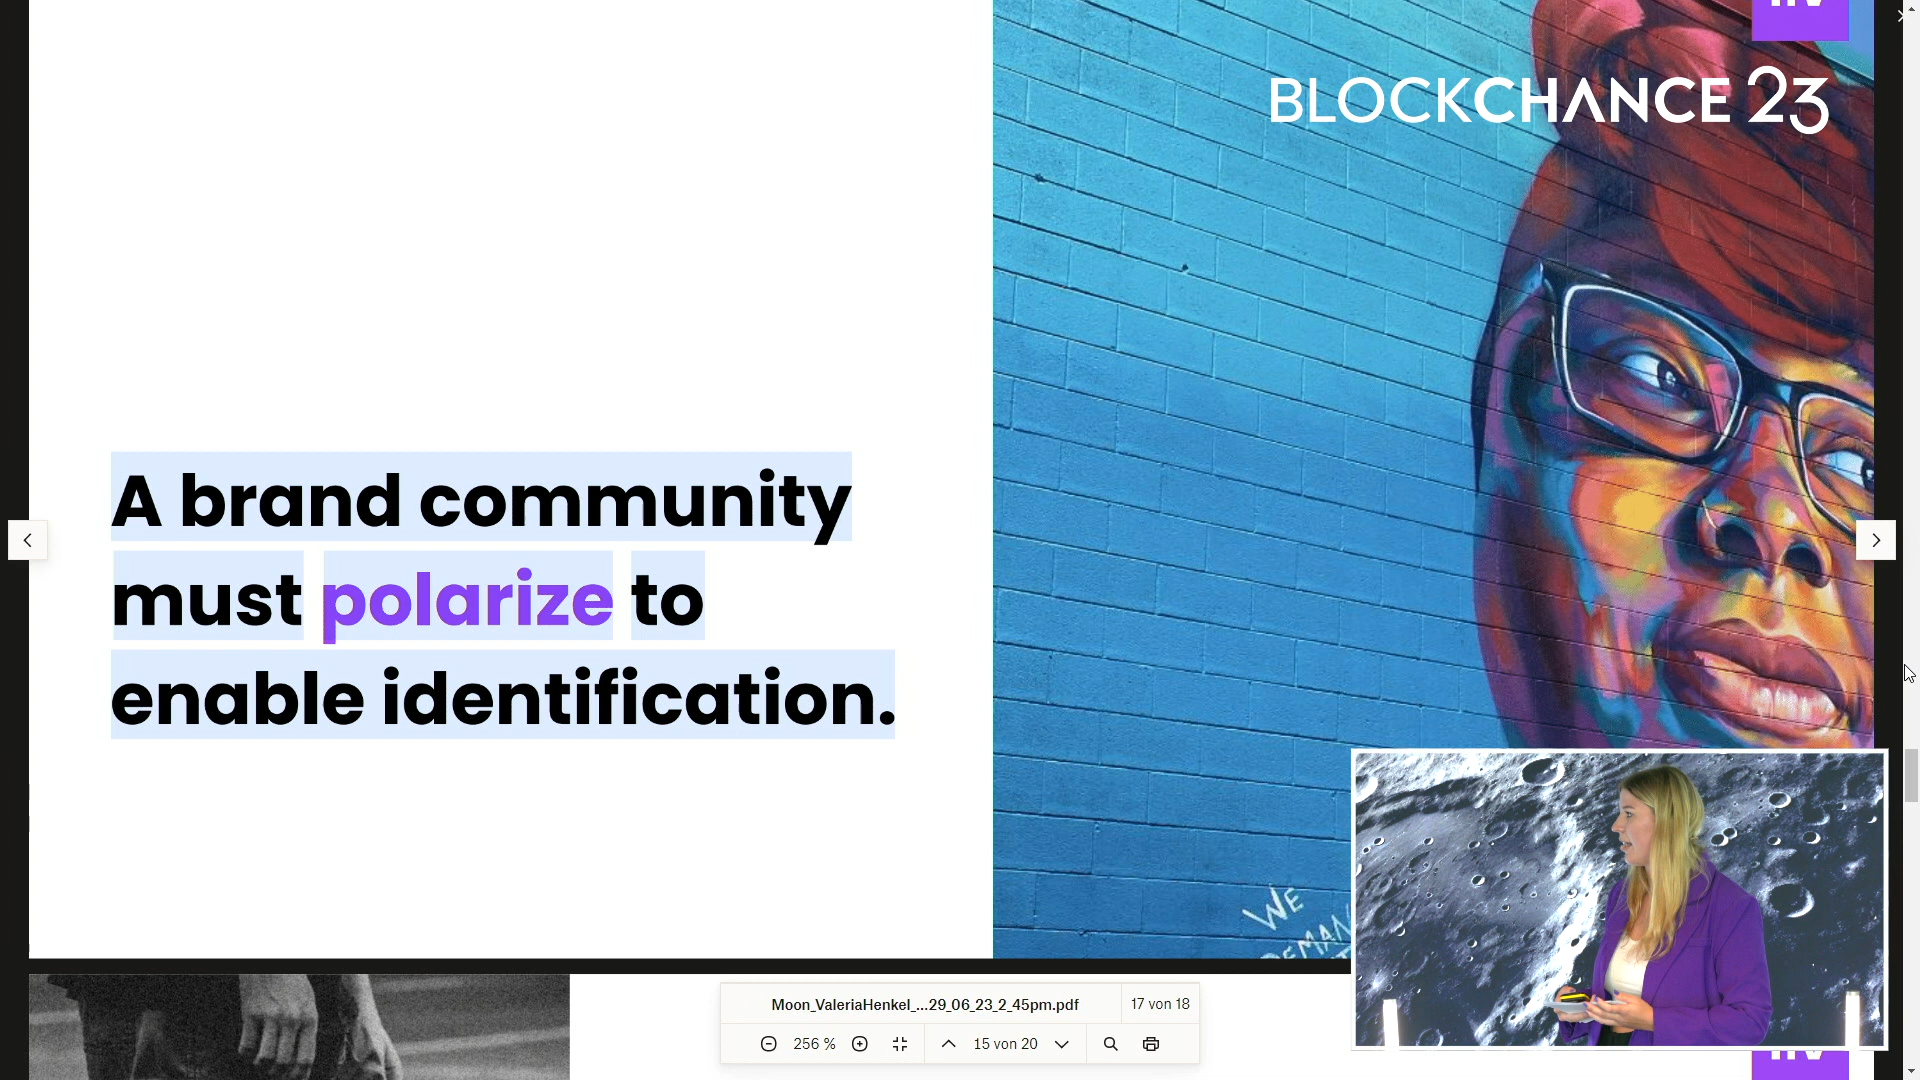 BLOCKCHANCE 23
A brand community
must polarize to
enable identification.
WE
Moon_ValeriaHenkel_...29_06_23_2_45pm.pdf
17 von 18
256 %
15 von 20